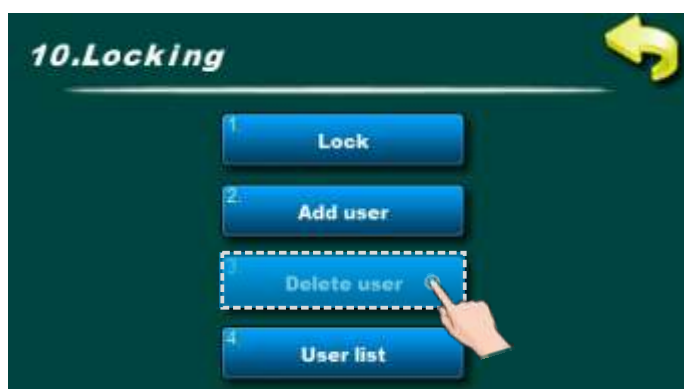 10.Locking
1.
Lock
2.
Add user
3.
Delete user
4.
User list